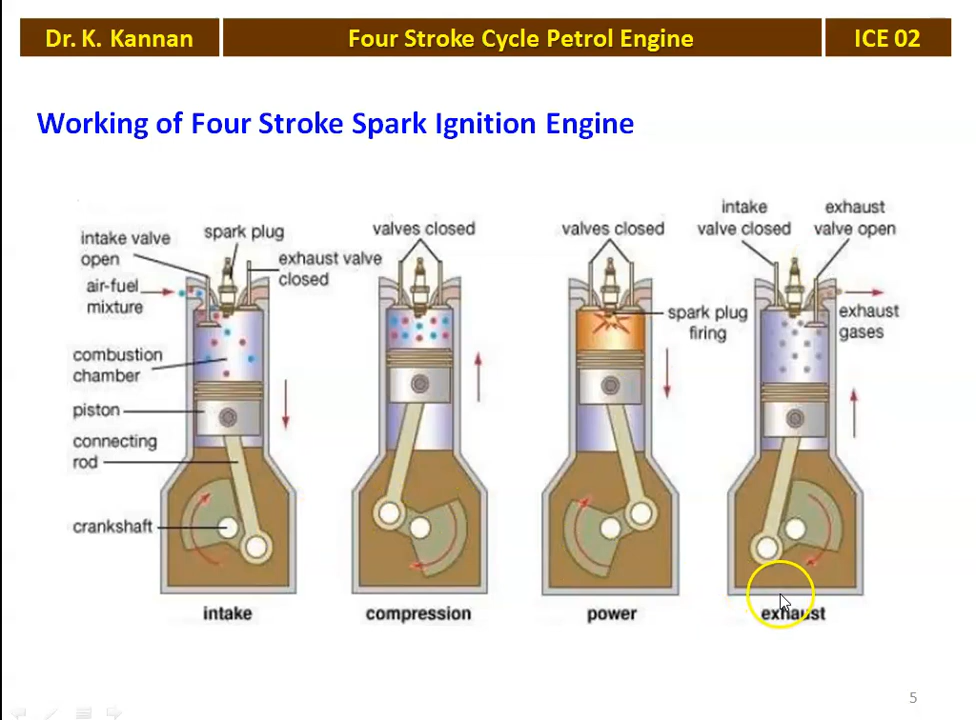 Dr. K. Kannan
Four Stroke Cycle Petrol Engine
ICE 02
Working of Four Stroke Spark Ignition Engine
intake valve
open
spark plug
exhaust valve
closed
air-fuel
mixture
combustion
chamber
piston
connecting
rod
crankshaft
intake
valves closed
compression
valves closed
spark plug
firing
power
intake
valve closed
exhaust
valve open
exhaust
gases
exhaust
5